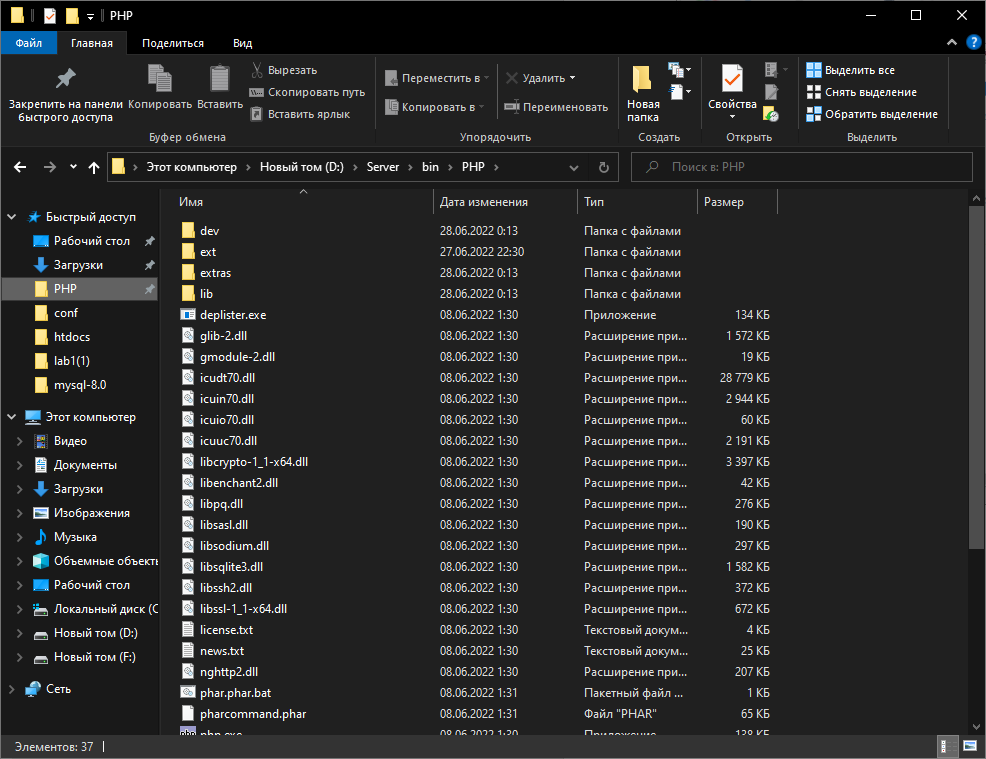 PHP
Файл Главная Поделиться Вид
Закрепить на панели быстрого доступа
Копировать
Вставить
Вырезать
Скопировать путь
Вставить ярлык
Буфер обмена
Переместить в
Копировать в
Удалить
Переименовать
Упорядочить
Новая папка
Создать
Свойства
Открыть
Выделить все
Снять выделение
Обратить выделение
Выделить
Этот компьютер > Новый том (D:) > Server > bin > PHP >
Поиск в: PHP
Быстрый доступ
Рабочий стол
Загрузки
PHP
conf
htdocs
lab1(1)
mysql-8.0
Этот компьютер
Видео
Документы
Загрузки
Изображения
Музыка
Объемные объекты
Рабочий стол
Локальный диск (C
Новый том (D:)
Новый том (F:)
Сеть
Имя Дата изменения Тип Размер
dev 28.06.2022 0:13 Папка с файлами
ext 27.06.2022 22:30 Папка с файлами
extras 28.06.2022 0:13 Папка с файлами
lib 28.06.2022 0:13 Папка с файлами
deplister.exe 08.06.2022 1:30 Приложение 134 КБ
glib-2.dll 08.06.2022 1:30 Расширение при... 1 572 КБ
gmodule-2.dll 08.06.2022 1:30 Расширение при... 19 КБ
icudt70.dll 08.06.2022 1:30 Расширение при... 28 779 КБ
icuin70.dll 08.06.2022 1:30 Расширение при... 2 944 КБ
icuio70.dll 08.06.2022 1:30 Расширение при... 60 КБ
icuuc70.dll 08.06.2022 1:30 Расширение при... 2 191 КБ
libcrypto-1_1-x64.dll 08.06.2022 1:30 Расширение при... 3 397 КБ
libenchant2.dll 08.06.2022 1:30 Расширение при... 42 КБ
libpq.dll 08.06.2022 1:30 Расширение при... 276 КБ
libsasl.dll 08.06.2022 1:30 Расширение при... 190 КБ
libsodium.dll 08.06.2022 1:30 Расширение при... 297 КБ
libsqlite3.dll 08.06.2022 1:30 Расширение при... 1 582 КБ
libssh2.dll 08.06.2022 1:30 Расширение при... 372 КБ
libssl-1_1-x64.dll 08.06.2022 1:30 Расширение при... 672 КБ
license.txt 08.06.2022 1:30 Текстовый докум... 4 КБ
news.txt 08.06.2022 1:30 Текстовый докум... 25 КБ
nghttp2.dll 08.06.2022 1:30 Расширение при... 207 КБ
phar.phar.bat 08.06.2022 1:31 Пакетный файл ... 1 КБ
pharcommand.phar 08.06.2022 1:31 Файл "PHAR" 65 КБ
php.exe 08.06.2022 1:30 Приложение 138 КБ
Элементов: 37